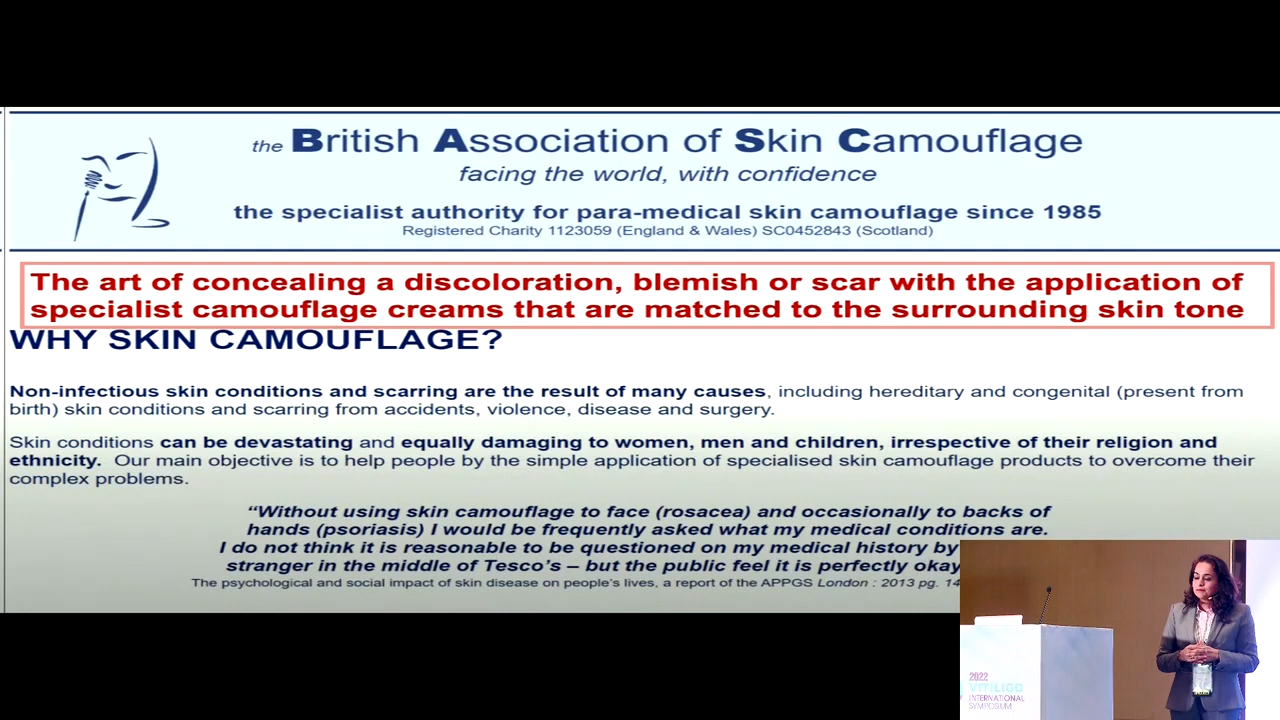 the British Association of Skin Camouflage
facing the world, with confidence
the specialist authority for para-medical skin camouflage since 1985
Registered Charity 1123059 (England & Wales) SC0452843 (Scotland)
The art of concealing a discoloration, blemish or scar with the application of
specialist camouflage creams that are matched to the surrounding skin tone
WHY SKIN CAMOUFLAGE?
Non-infectious skin conditions and scarring are the result of many causes, including hereditary and congenital (present from
birth) skin conditions and scarring from accidents, violence, disease and surgery.
Skin conditions can be devastating and equally damaging to women, men and children, irrespective of their religion and
ethnicity. Our main objective is to help people by the simple application of specialised skin camouflage products to overcome their
complex problems.
“Without using skin camouflage to face (rosacea) and occasionally to backs of
hands (psoriasis) I would be frequently asked what my medical conditions are.
I do not think it is reasonable to be questioned on my medical history by
stranger in the middle of Tesco’s – but the public feel it is perfectly okay
The psychological and social impact of skin disease on people’s lives, a report of the APPGS London : 2013 pg. 14
2022
VITILIGO
INTERNATIONAL
SYMPOSIUM